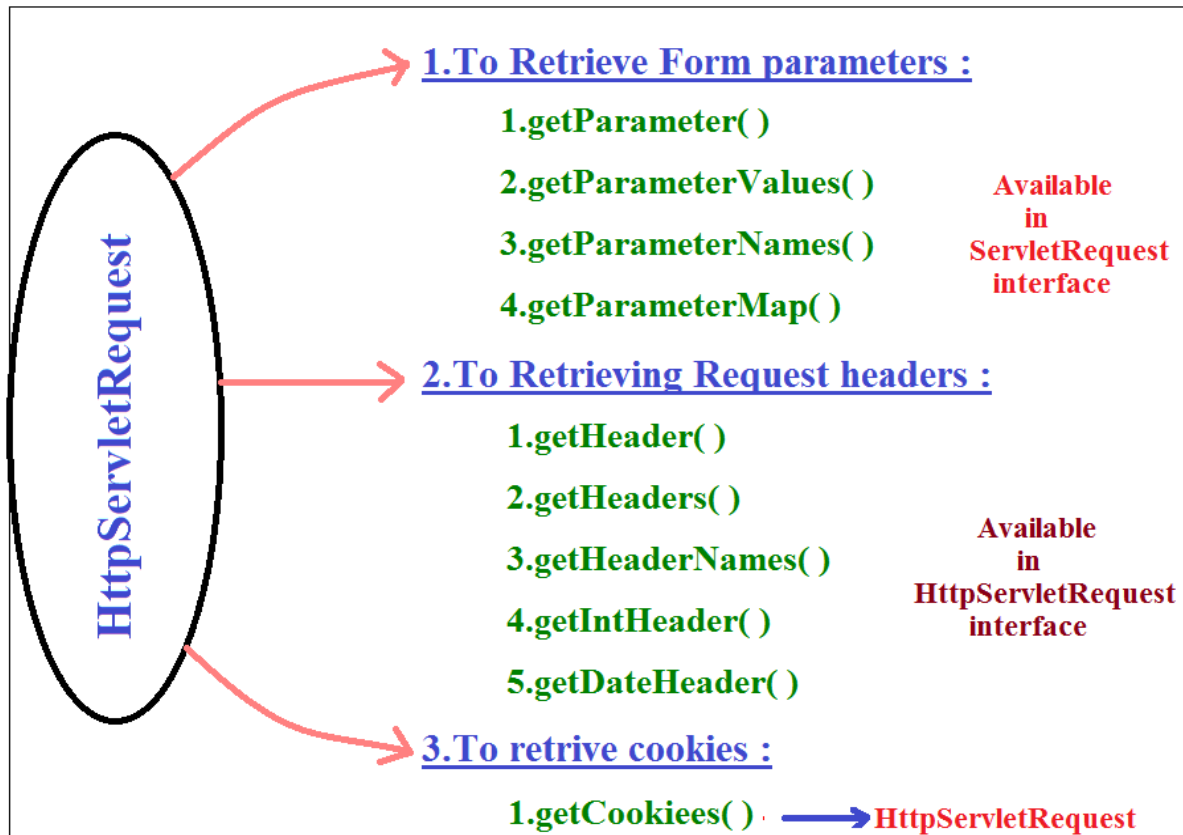 HttpServletRequest
1.To Retrieve Form parameters :
1.getParameter( )
2.getParameterValues( )
3.getParameterNames( )
4.getParameterMap( )
Available
in
ServletRequest
interface
2.To Retrieving Request headers :
1.getHeader( )
2.getHeaders( )
3.getHeaderNames( )
4.getIntHeader( )
5.getDateHeader( )
Available
in
HttpServletRequest
interface
3.To retrive cookies :
1.getCookiees( )
HttpServletRequest